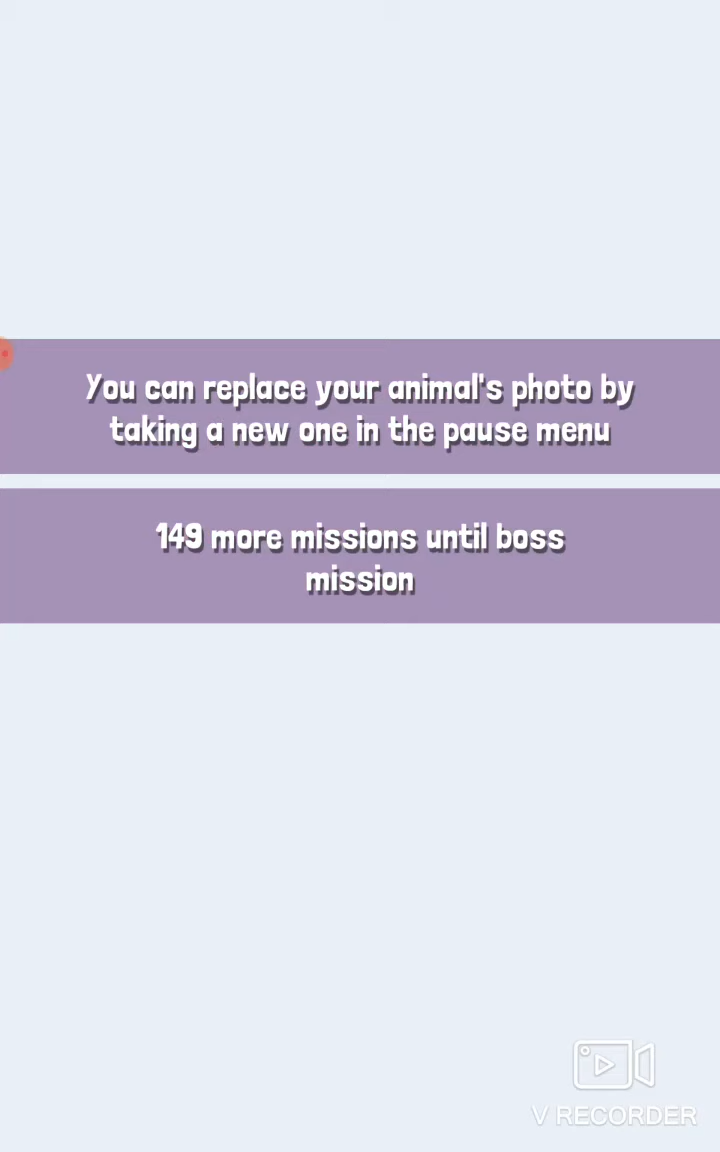 You can replace your animal's photo by
taking a new one in the pause menu
149 more missions until boss
mission
V RECORDER